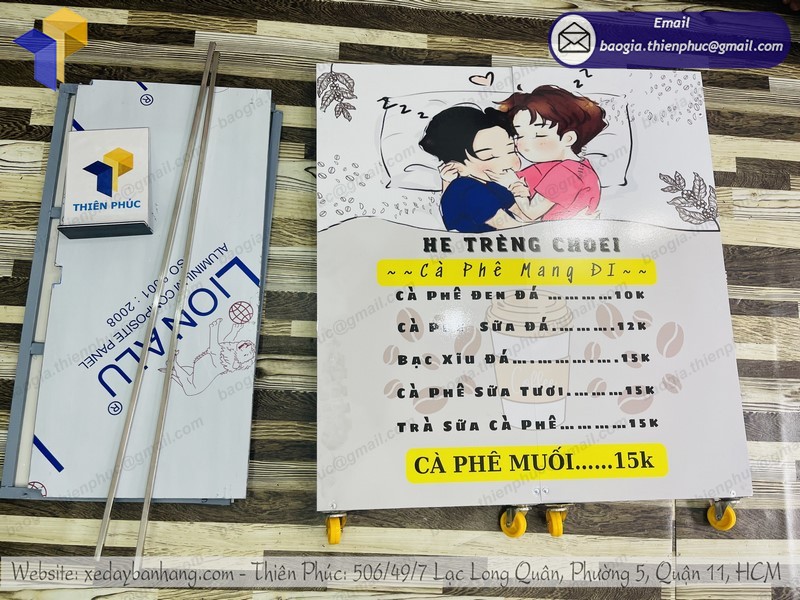 Email
baogia.thienphuc@gmail.com
THIÊN PHÚC
LIONALU®
ALUMINIUM COMPOSITE PANEL
ISO 9001 : 2008
z z z
z z z
HE TRÈNG CHOEI
~~Cà Phê Mang Đi~~
CÀ PHÊ ĐEN ĐÁ ...........10K
CÀ PHÊ SỮA ĐÁ..........12K
BẠC XỈU ĐÁ.................15K
CÀ PHÊ SỮA TƯƠI...........15K
TRÀ SỮA CÀ PHÊ............15K
CÀ PHÊ MUỐI......15k
Website: xedaybanhang.com - Thiên Phúc: 506/49/7 Lạc Long Quân, Phường 5, Quận 11, HCM